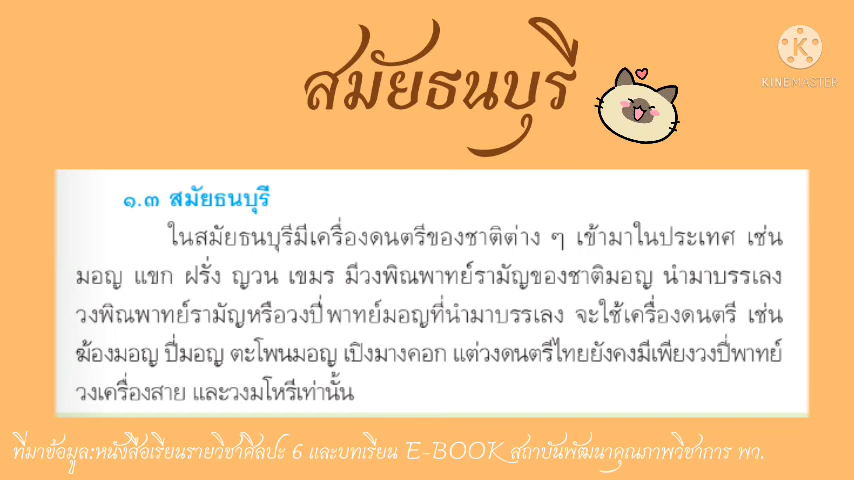 สมัยธนบุรี
K
KINEMASTER
๑.๓ สมัยธนบุรี
ในสมัยธนบุรีมีเครื่องดนตรีของชาติต่าง ๆ เข้ามาในประเทศ เช่น
มอญ แขก ฝรั่ง ญวน เขมร มีวงพิณพาทย์รามัญของชาติมอญ นำมาบรรเลง
วงพิณพาทย์รามัญหรือวงปี่พาทย์มอญที่นำมาบรรเลง จะใช้เครื่องดนตรี เช่น
ฆ้องมอญ ปี่มอญ ตะโพนมอญ เปิงมางคอก แต่วงดนตรีไทยยังคงมีเพียงวงปี่พาทย์
วงเครื่องสาย และวงมโหรีเท่านั้น
ที่มาข้อมูล:หนังสือเรียนรายวิชาศิลปะ 6 และบทเรียน E-BOOK สถาบันพัฒนาคุณภาพวิชาการ พว.